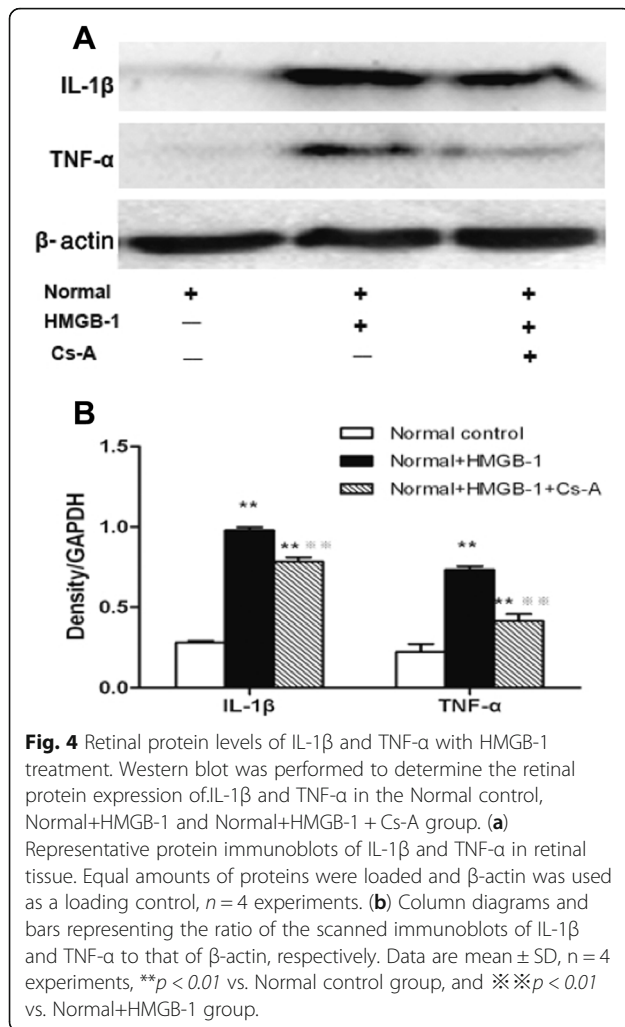 A
IL-1β
TNF-α
β- actin
Normal + + +
HMGB-1 — + +
Cs-A — — +
B
1.5
1.0
0.5
0.0
Density/GAPDH
Normal control
Normal+HMGB-1
Normal+HMGB-1+Cs-A
** ** ※※
** ** ※※
IL-1β TNF-α
Fig. 4 Retinal protein levels of IL-1β and TNF-α with HMGB-1
treatment. Western blot was performed to determine the retinal
protein expression of.IL-1β and TNF-α in the Normal control,
Normal+HMGB-1 and Normal+HMGB-1 + Cs-A group. (a)
Representative protein immunoblots of IL-1β and TNF-α in retinal
tissue. Equal amounts of proteins were loaded and β-actin was used
as a loading control, n = 4 experiments. (b) Column diagrams and
bars representing the ratio of the scanned immunoblots of IL-1β
and TNF-α to that of β-actin, respectively. Data are mean ± SD, n = 4
experiments, **p < 0.01 vs. Normal control group, and ※※p < 0.01
vs. Normal+HMGB-1 group.